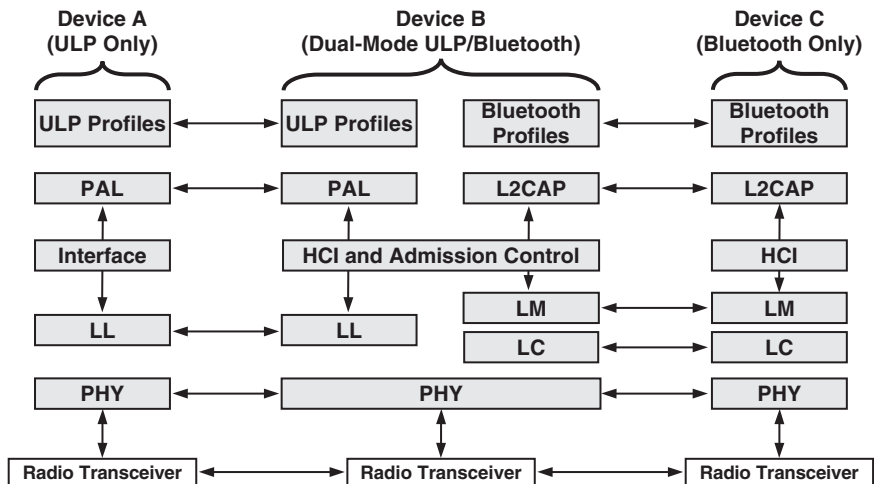 Device A
(ULP Only)
Device B
(Dual-Mode ULP/Bluetooth)
Device C
(Bluetooth Only)
ULP Profiles
ULP Profiles
Bluetooth
Profiles
Bluetooth
Profiles
PAL
PAL
L2CAP
L2CAP
Interface
HCI and Admission Control
HCI
LM
LM
LL
LL
LC
LC
PHY
PHY
PHY
Radio Transceiver
Radio Transceiver
Radio Transceiver